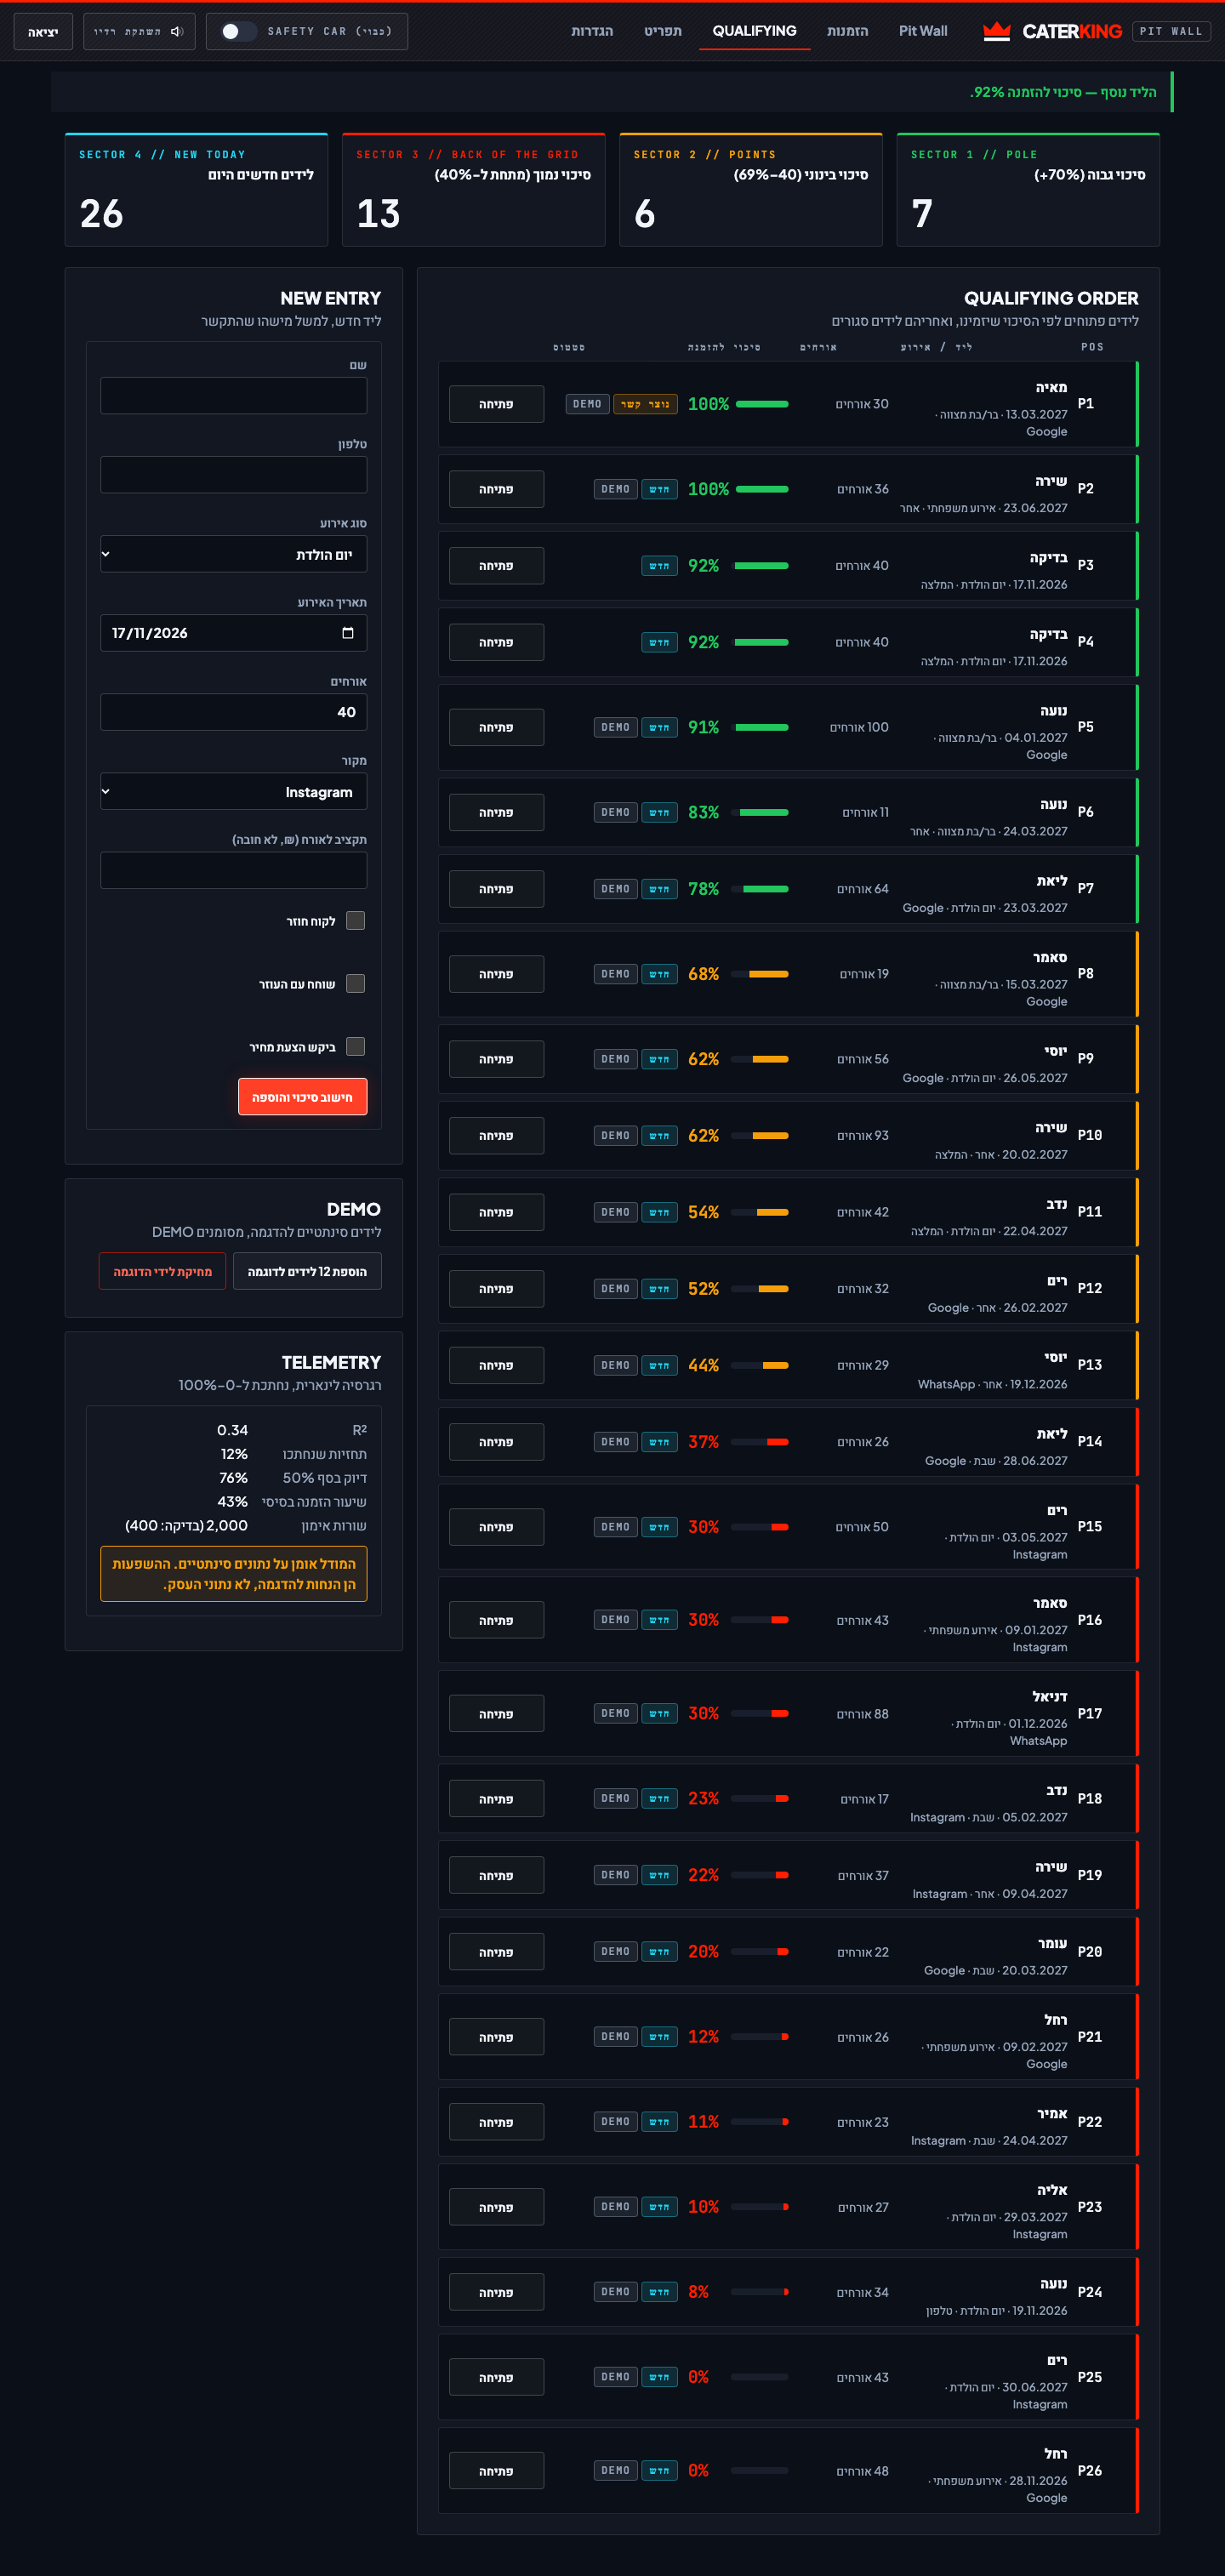 PIT WALL
CATERKING
Pit Wall
הזמנות
QUALIFYING
תפריט
הגדרות
SAFETY CAR (כבוי)
השתקת רדיו
יציאה
הליד נוסף — סיכוי להזמנה 92%.
SECTOR 1 // POLE
סיכוי גבוה (70%+)
7
SECTOR 2 // POINTS
סיכוי בינוני (40–69%)
6
SECTOR 3 // BACK OF THE GRID
סיכוי נמוך (מתחת ל-40%)
13
SECTOR 4 // NEW TODAY
לידים חדשים היום
26
QUALIFYING ORDER
לידים פתוחים לפי הסיכוי שיזמינו, ואחריהם לידים סגורים
POS ליד / אירוע אורחים סיכוי להזמנה סטטוס
P1 מאיה 30 אורחים 100% נוצר קשר DEMO פתיחה
13.03.2027 · בר/בת מצווה ·
Google
P2 שירה 36 אורחים 100% חדש DEMO פתיחה
23.06.2027 · אירוע משפחתי · אחר
P3 בדיקה 40 אורחים 92% חדש פתיחה
17.11.2026 · יום הולדת · המלצה
P4 בדיקה 40 אורחים 92% חדש פתיחה
17.11.2026 · יום הולדת · המלצה
P5 נועה 100 אורחים 91% חדש DEMO פתיחה
04.01.2027 · בר/בת מצווה ·
Google
P6 נועה 11 אורחים 83% חדש DEMO פתיחה
24.03.2027 · בר/בת מצווה · אחר
P7 ליאת 64 אורחים 78% חדש DEMO פתיחה
23.03.2027 · יום הולדת · Google
P8 סאמר 19 אורחים 68% חדש DEMO פתיחה
15.03.2027 · בר/בת מצווה ·
Google
P9 יוסי 56 אורחים 62% חדש DEMO פתיחה
26.05.2027 · יום הולדת · Google
P10 שירה 93 אורחים 62% חדש DEMO פתיחה
20.02.2027 · אחר · המלצה
P11 נדב 42 אורחים 54% חדש DEMO פתיחה
22.04.2027 · יום הולדת · המלצה
P12 רים 32 אורחים 52% חדש DEMO פתיחה
26.02.2027 · אחר · Google
P13 יוסי 29 אורחים 44% חדש DEMO פתיחה
19.12.2026 · אחר · WhatsApp
P14 ליאת 26 אורחים 37% חדש DEMO פתיחה
28.06.2027 · שבת · Google
P15 רים 50 אורחים 30% חדש DEMO פתיחה
03.05.2027 · יום הולדת ·
Instagram
P16 סאמר 43 אורחים 30% חדש DEMO פתיחה
09.01.2027 · אירוע משפחתי ·
Instagram
P17 דניאל 88 אורחים 30% חדש DEMO פתיחה
01.12.2026 · יום הולדת ·
WhatsApp
P18 נדב 17 אורחים 23% חדש DEMO פתיחה
05.02.2027 · שבת · Instagram
P19 שירה 37 אורחים 22% חדש DEMO פתיחה
09.04.2027 · אחר · Instagram
P20 עומר 22 אורחים 20% חדש DEMO פתיחה
20.03.2027 · שבת · Google
P21 רחל 26 אורחים 12% חדש DEMO פתיחה
09.02.2027 · אירוע משפחתי ·
Google
P22 אמיר 23 אורחים 11% חדש DEMO פתיחה
24.04.2027 · שבת · Instagram
P23 אליה 27 אורחים 10% חדש DEMO פתיחה
29.03.2027 · יום הולדת ·
Instagram
P24 נועה 34 אורחים 8% חדש DEMO פתיחה
19.11.2026 · יום הולדת · טלפון
P25 רים 43 אורחים 0% חדש DEMO פתיחה
30.06.2027 · יום הולדת ·
Instagram
P26 רחל 48 אורחים 0% חדש DEMO פתיחה
28.11.2026 · אירוע משפחתי ·
Google
NEW ENTRY
ליד חדש, למשל מישהו שהתקשר
שם
טלפון
סוג אירוע
יום הולדת
תאריך האירוע
17/11/2026
אורחים
40
מקור
Instagram
תקציב לאורח (₪, לא חובה)
לקוח חוזר
שוחח עם העוזר
ביקש הצעת מחיר
חישוב סיכוי והוספה
DEMO
לידים סינתטיים להדגמה, מסומנים DEMO
הוספת 12 לידים לדוגמה
מחיקת לידי הדוגמה
TELEMETRY
רגרסיה לינארית, נחתכת ל-0–100%
R² 0.34
תחזיות שנחתכו 12%
דיוק בסף 50% 76%
שיעור הזמנה בסיסי 43%
שורות אימון 2,000 (בדיקה: 400)
המודל אומן על נתונים סינתטיים. ההשפעות
הן הנחות להדגמה, לא נתוני העסק.